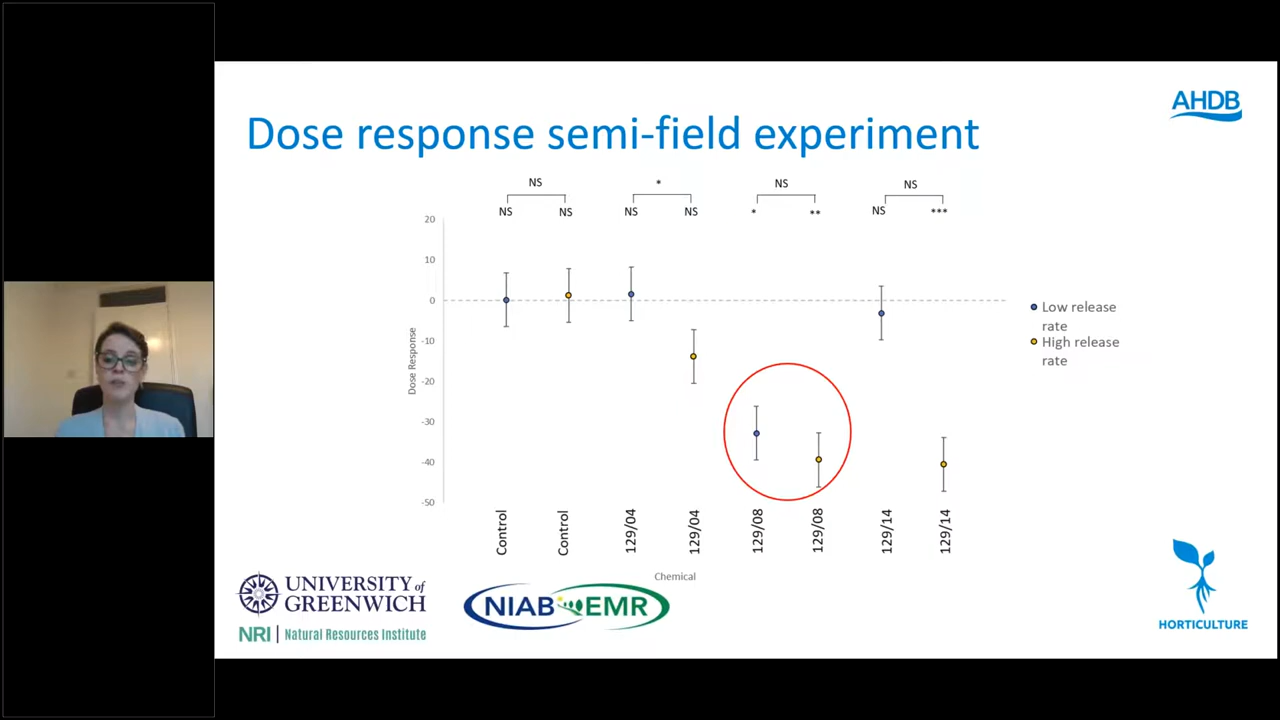 AHDB
Dose response semi-field experiment
NS * NS NS
NS NS NS NS * ** NS ***
20
10
0
-10
-20
-30
-40
-50
Dose Response
Low release
rate
High release
rate
Control Control 129/04 129/04 129/08 129/08 129/14 129/14
Chemical
UNIVERSITY of
GREENWICH
NRI | Natural Resources Institute
NIAB EMR
HORTICULTURE